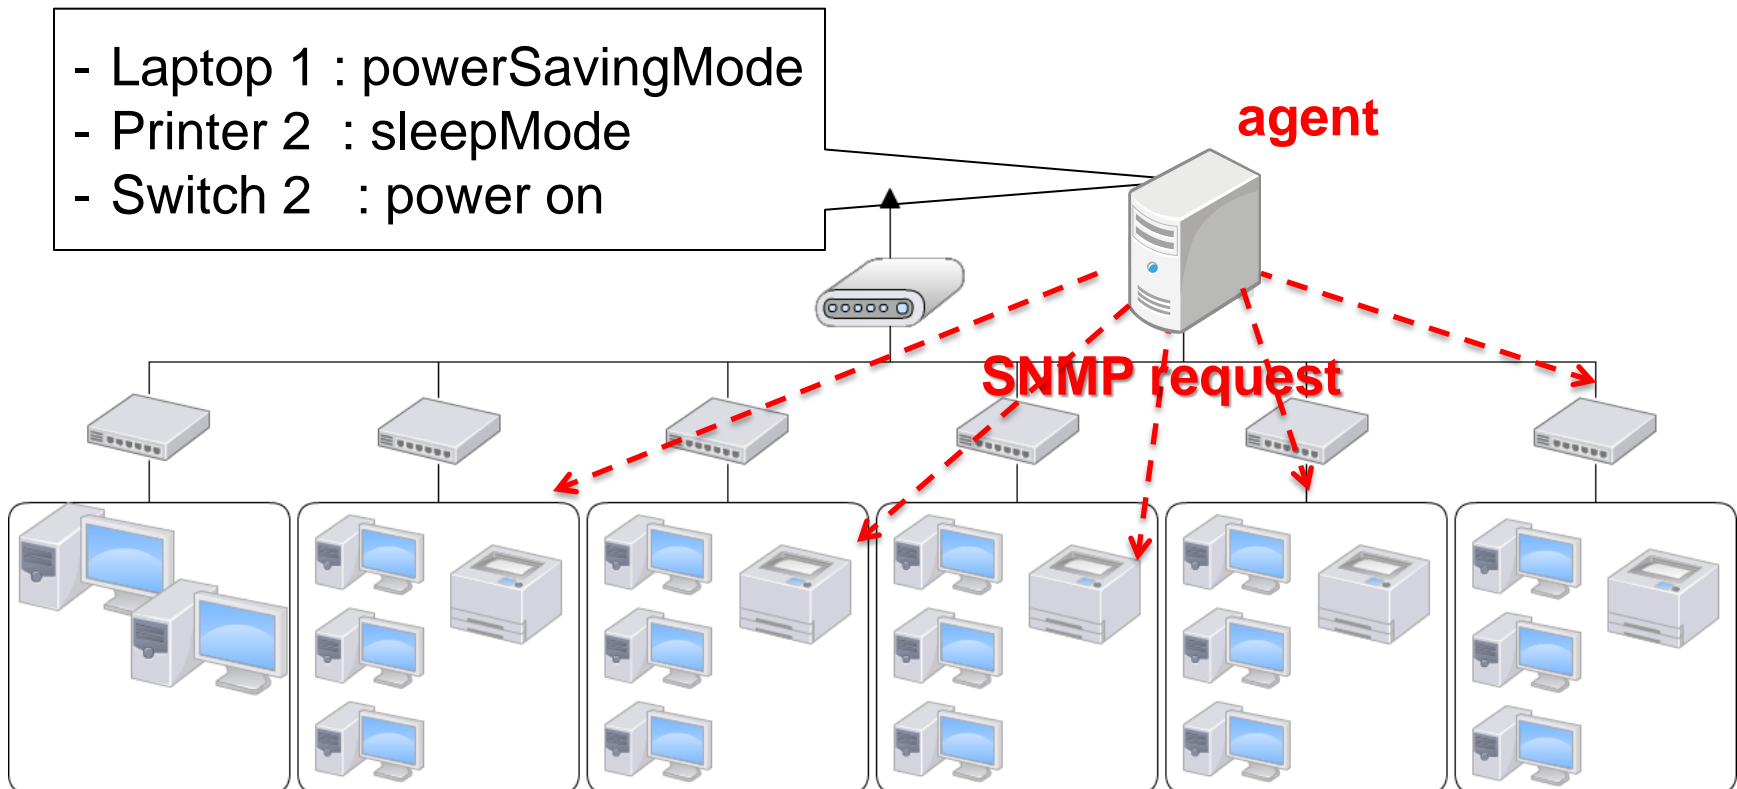 - Laptop 1 : powerSavingMode
- Printer 2  : sleepMode
- Switch 2   : power on
agent
SNMP request